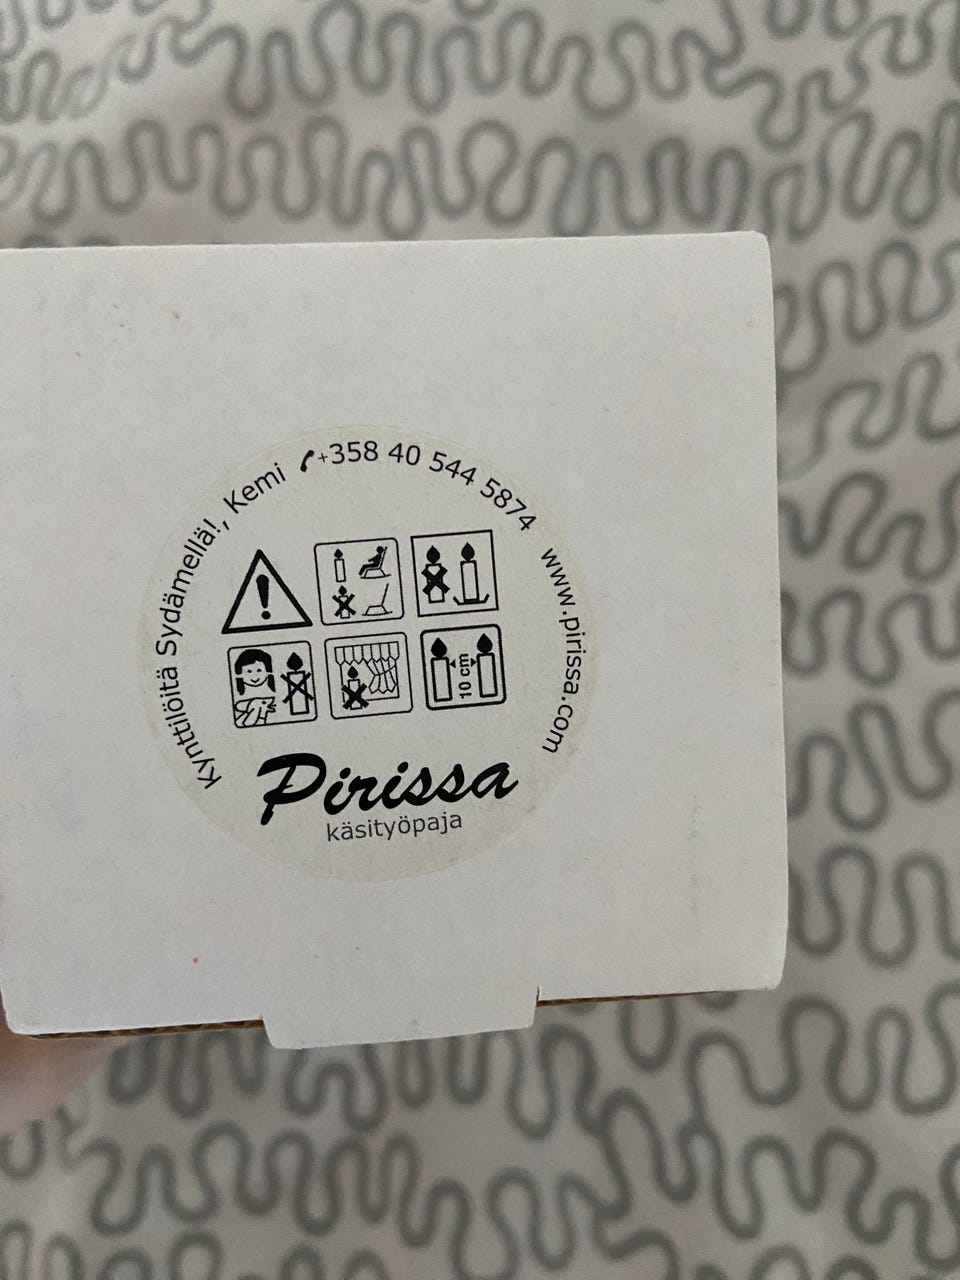 Kynttilöitä Sydämellä!, Kemi +358 40 544 5874 www.pirissa.com
10 cm
Pirissa
käsityöpaja